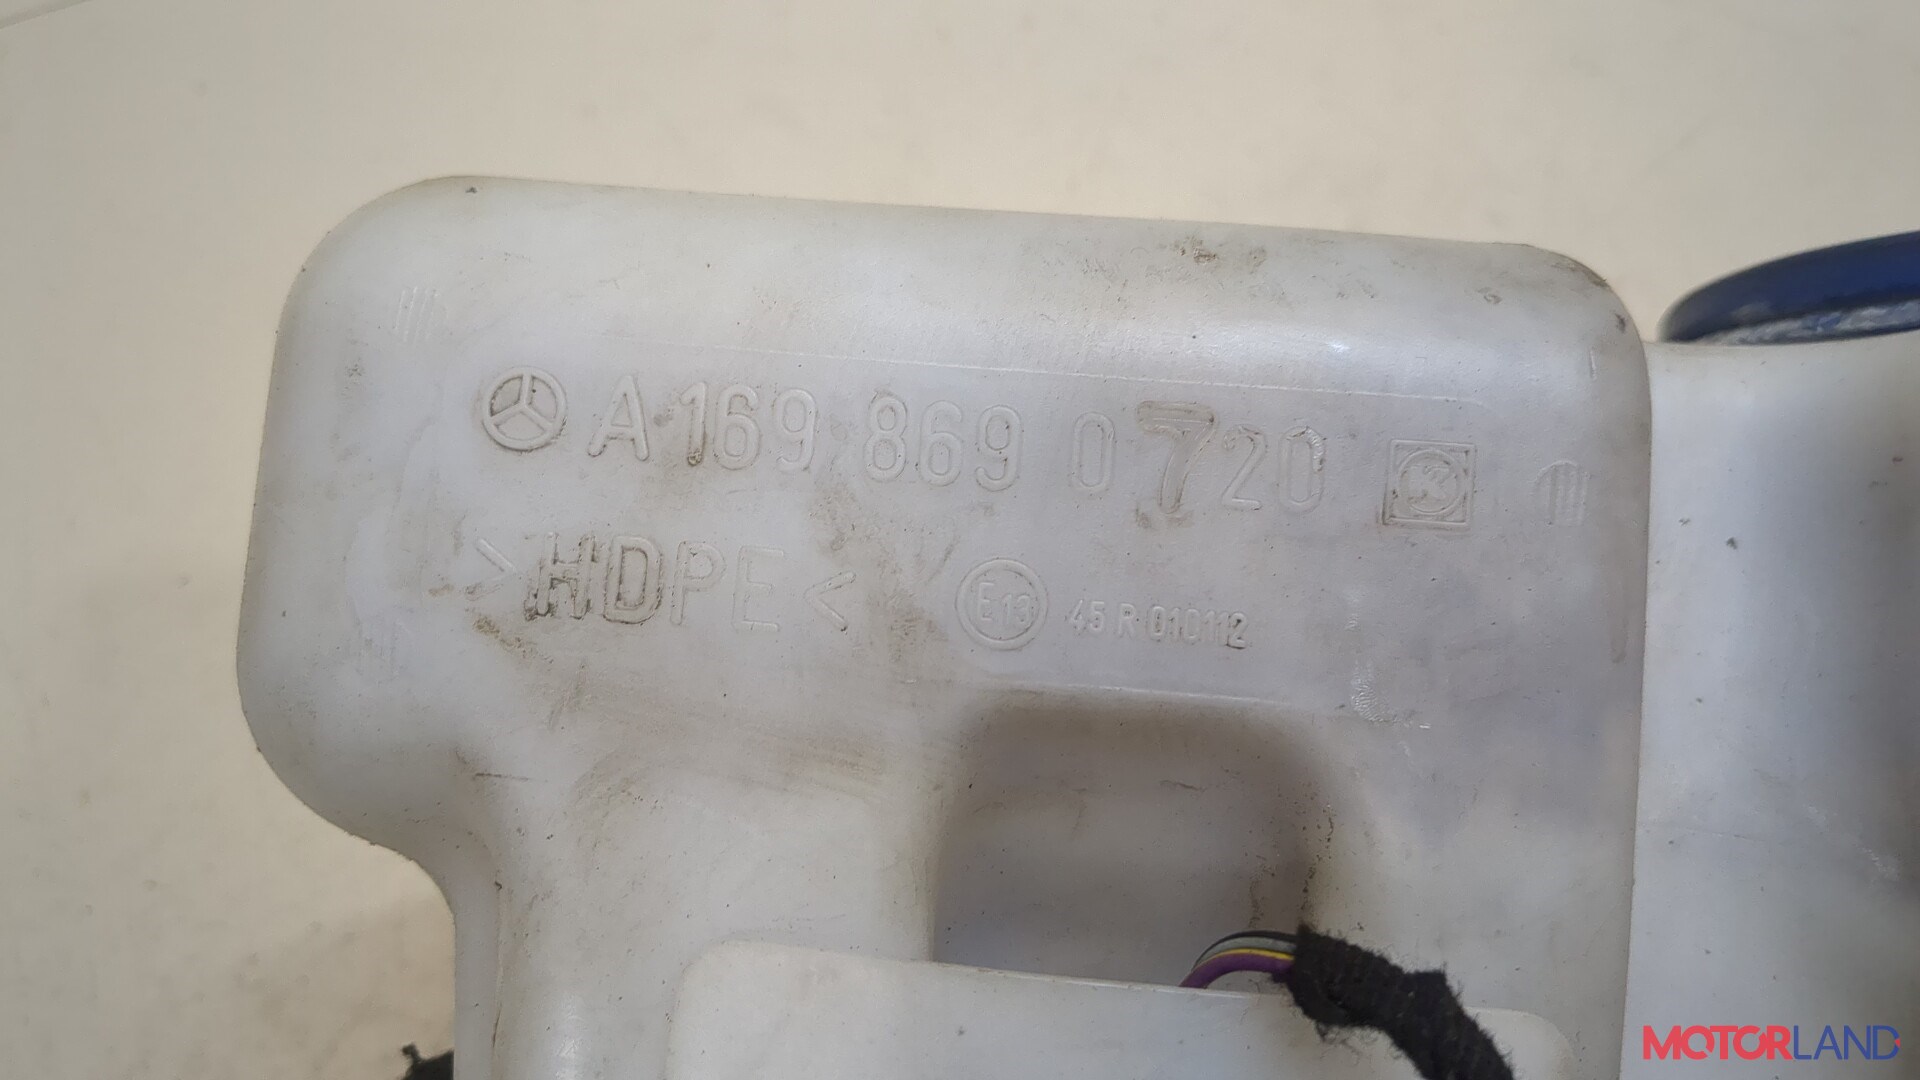 A 169 869 0720
>HDPE< E13 45 R 010112
MOTORLAND